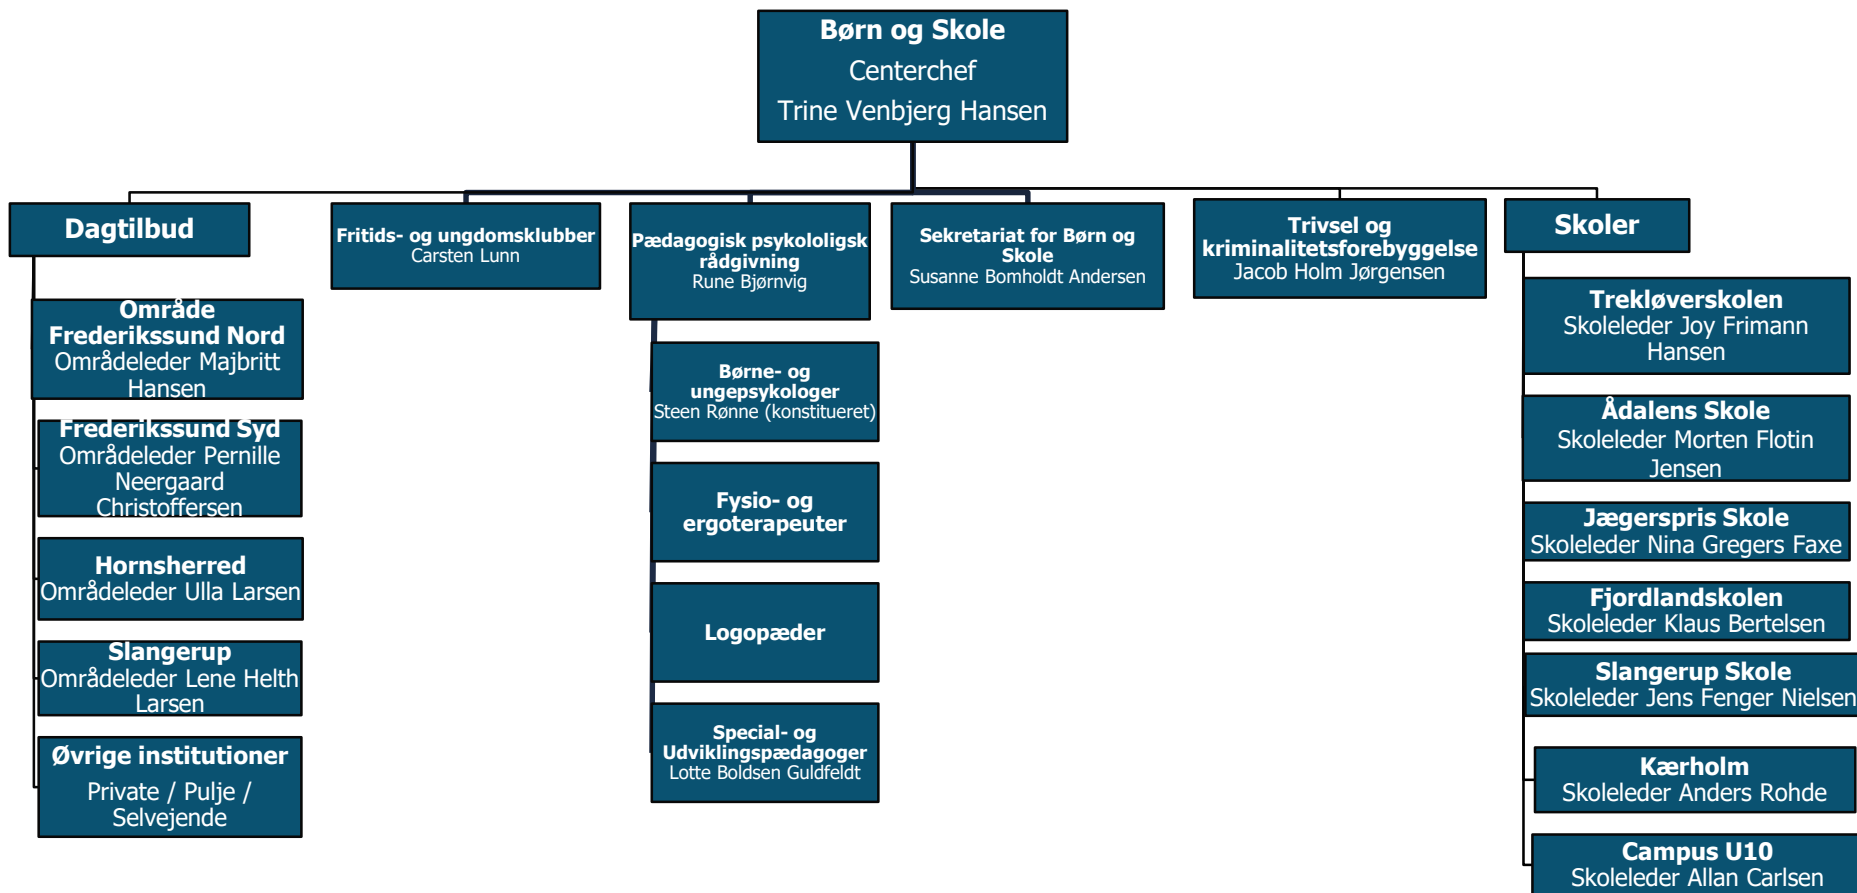 Børn og Skole
Centerchef
Trine Venbjerg Hansen
Dagtilbud
Område
Frederikssund Nord
Områdeleder Majbritt
Hansen
Frederikssund Syd
Områdeleder Pernille
Neergaard
Christoffersen
Hornsherred
Områdeleder Ulla Larsen
Slangerup
Områdeleder Lene Helth
Larsen
Øvrige institutioner
Private / Pulje /
Selvejende
Fritids- og ungdomsklubber
Carsten Lunn
Pædagogisk psykololigsk
rådgivning
Rune Bjørnvig
Børne- og
ungepsykologer
Steen Rønne (konstitueret)
Fysio- og
ergoterapeuter
Logopæder
Special- og
Udviklingspædagoger
Lotte Boldsen Guldfeldt
Sekretariat for Børn og
Skole
Susanne Bomholdt Andersen
Trivsel og
kriminalitetsforebyggelse
Jacob Holm Jørgensen
Skoler
Trekløverskolen
Skoleleder Joy Frimann
Hansen
Ådalens Skole
Skoleleder Morten Flotin
Jensen
Jægerspris Skole
Skoleleder Nina Gregers Faxe
Fjordlandskolen
Skoleleder Klaus Bertelsen
Slangerup Skole
Skoleleder Jens Fenger Nielsen
Kærholm
Skoleleder Anders Rohde
Campus U10
Skoleleder Allan Carlsen